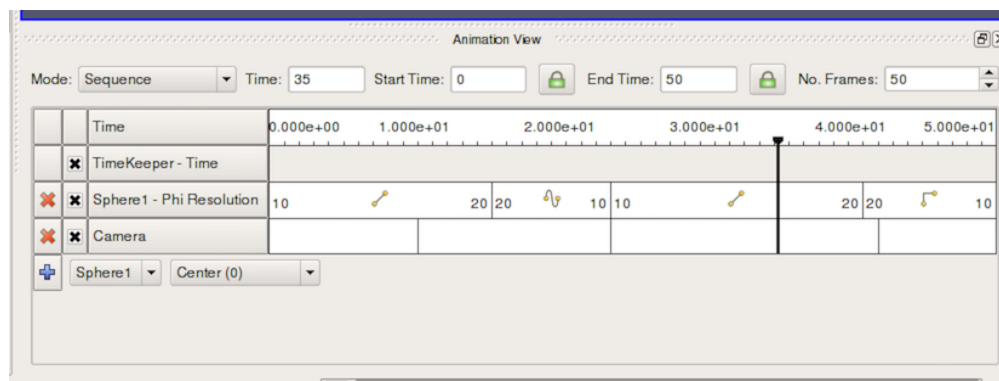 Animation View
Mode: Sequence Time: 35 Start Time: 0 End Time: 50 No. Frames: 50
Time 0.000e+00 1.000e+01 2.000e+01 3.000e+01 4.000e+01 5.000e+01
TimeKeeper - Time
Sphere1 - Phi Resolution 10 20 20 10 10 20 20 10
Camera
Sphere1 Center (0)